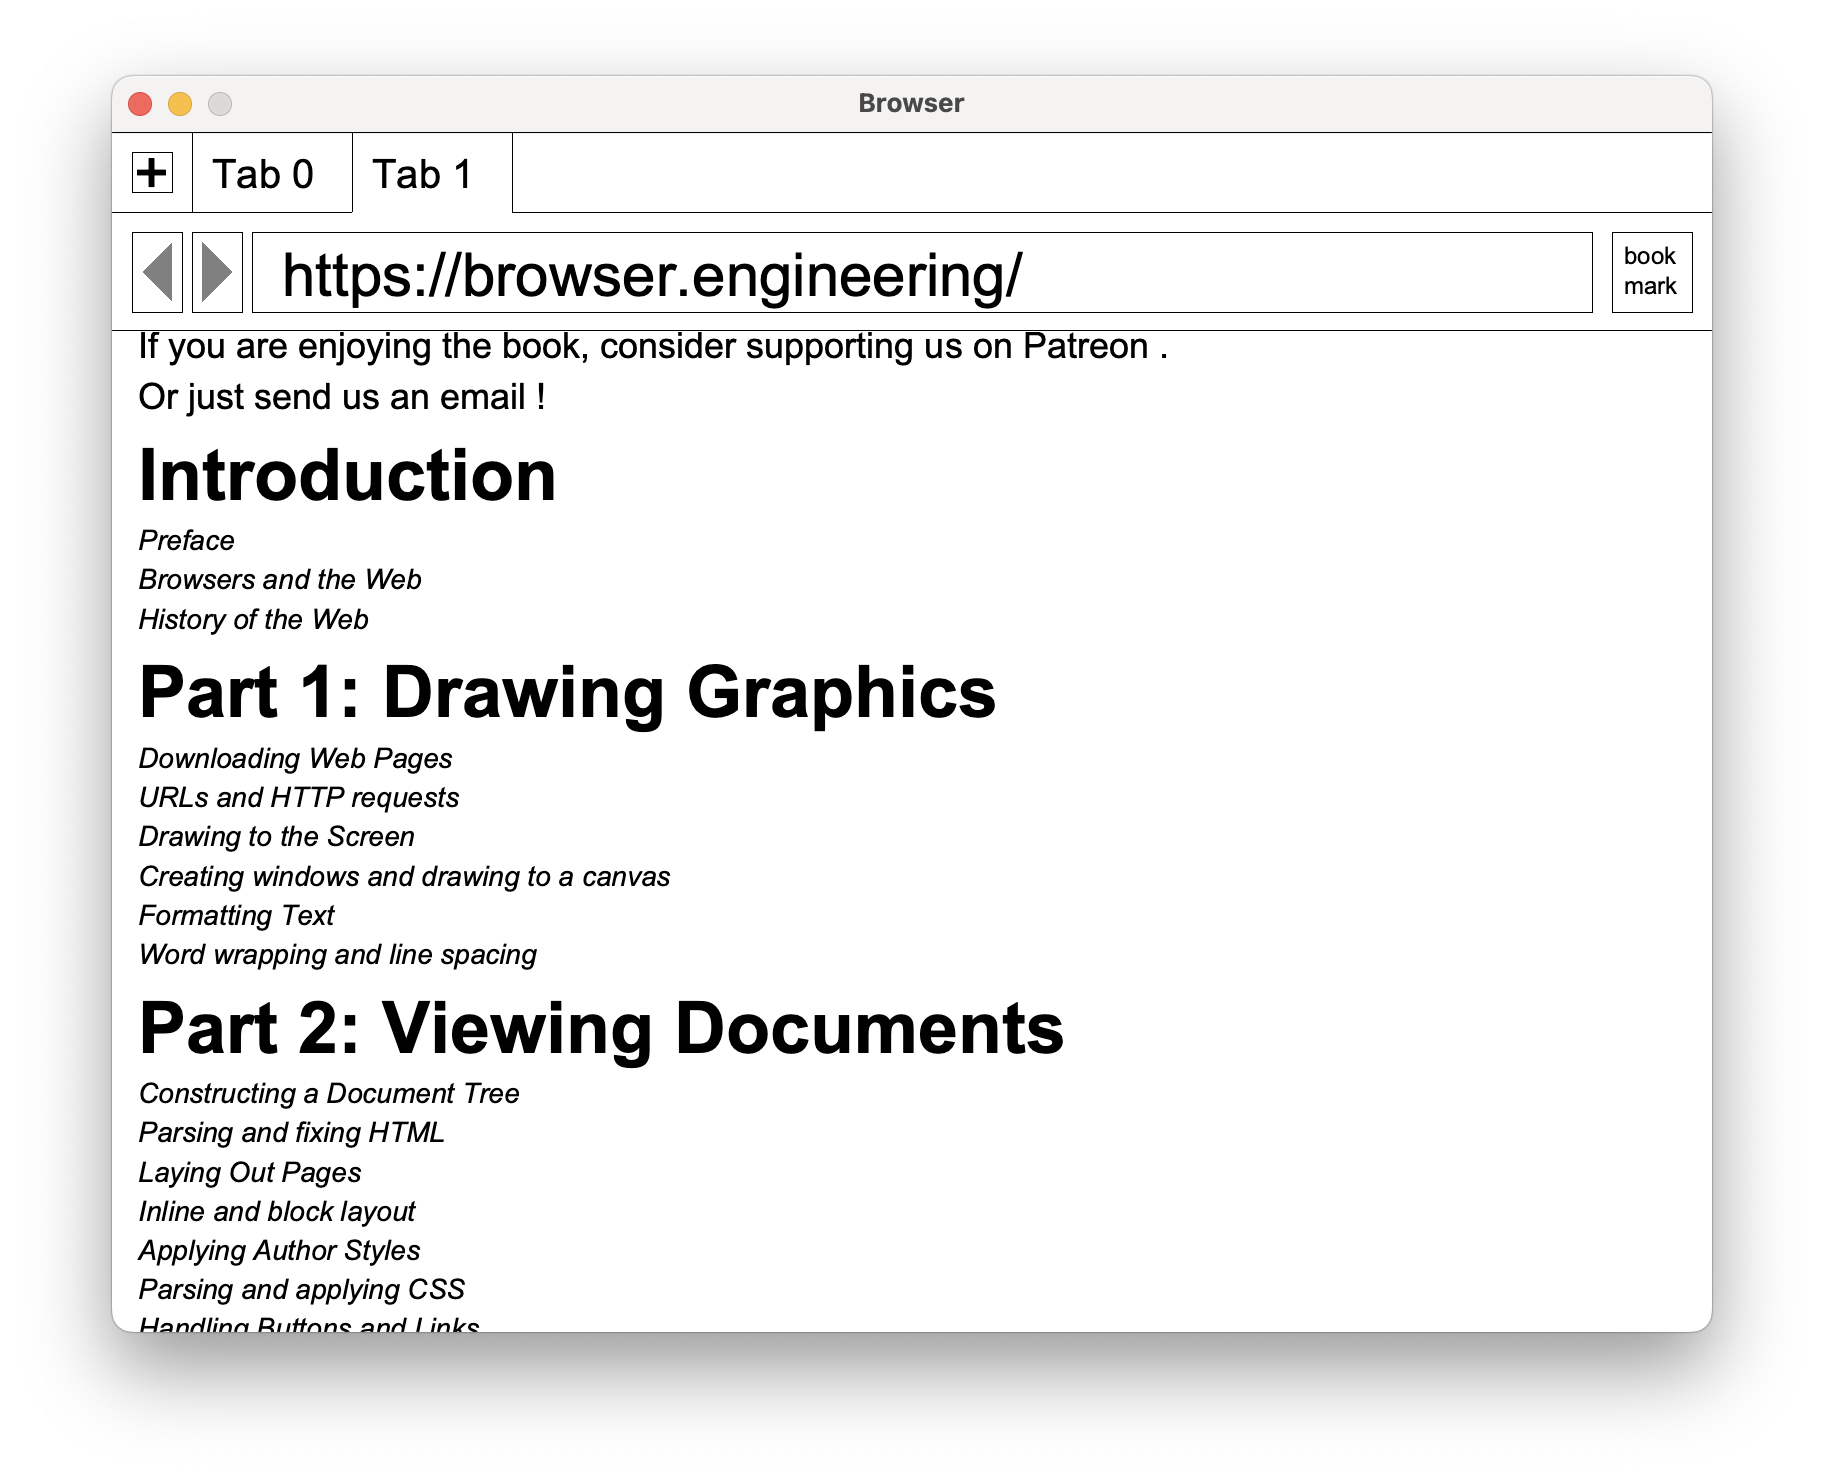 Browser
+ Tab 0 Tab 1
https://browser.engineering/
book
mark
If you are enjoying the book, consider supporting us on Patreon .
Or just send us an email !
Introduction
Preface
Browsers and the Web
History of the Web
Part 1: Drawing Graphics
Downloading Web Pages
URLs and HTTP requests
Drawing to the Screen
Creating windows and drawing to a canvas
Formatting Text
Word wrapping and line spacing
Part 2: Viewing Documents
Constructing a Document Tree
Parsing and fixing HTML
Laying Out Pages
Inline and block layout
Applying Author Styles
Parsing and applying CSS
Handling Buttons and Links